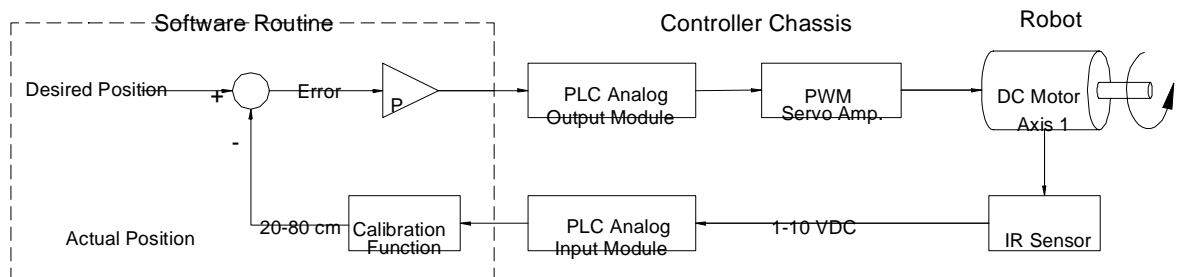 Software Routine
Controller Chassis
Robot
Desired Position
+
Error
P
PLC Analog
Output Module
PWM
Servo Amp.
DC Motor
Axis 1
-
Actual Position
20-80 cm
Calibration
Function
PLC Analog
Input Module
1-10 VDC
IR Sensor